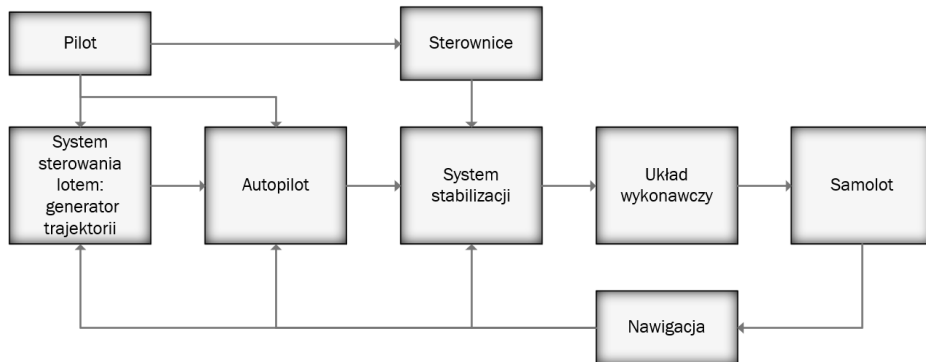 Pilot
Sterownice
System
sterowania
lotem:
generator
trajektorii
Autopilot
System
stabilizacji
Układ
wykonawczy
Samolot
Nawigacja